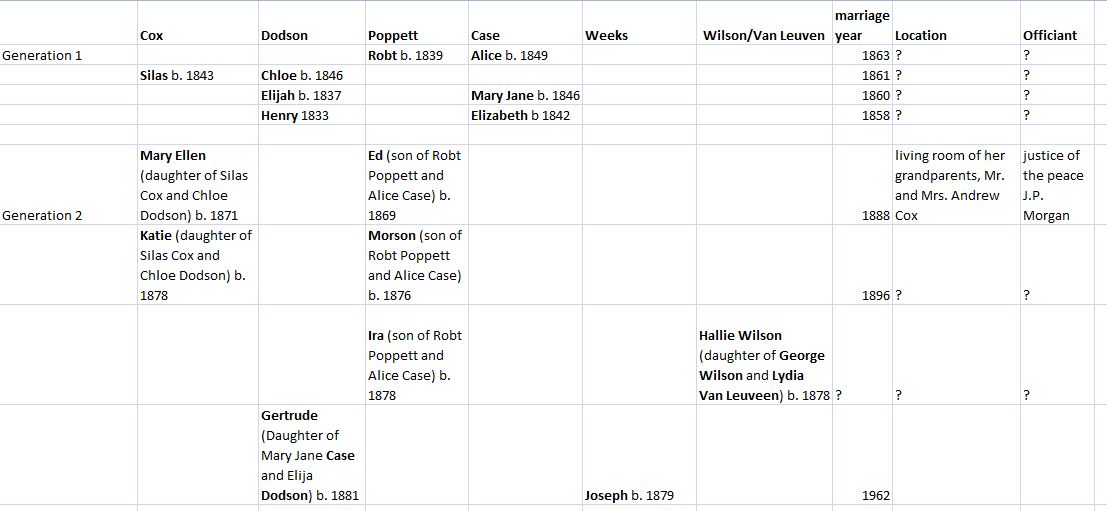 marriage
Cox Dodson Poppett Case Weeks Wilson/Van Leuven year Location Officiant
Generation 1 Robt b. 1839 Alice b. 1849 1863 ? ?
Silas b. 1843 Chloe b. 1846 1861 ? ?
Elijah b. 1837 Mary Jane b. 1846 1860 ? ?
Henry 1833 Elizabeth b 1842 1858 ? ?
Mary Ellen
(daughter of Silas
Cox and Chloe
Dodson) b. 1871
Ed (son of Robt
Poppett and
Alice Case) b.
1869
living room of her
grandparents, Mr.
and Mrs. Andrew
Cox
justice of
the peace
J.P.
Morgan
Generation 2 1888
Katie (daughter of
Silas Cox and
Chloe Dodson) b.
1878
Morson (son of
Robt Poppett
and Alice Case)
b. 1876
1896 ? ?
Ira (son of Robt
Poppett and
Alice Case) b.
1878
Hallie Wilson
(daughter of George
Wilson and Lydia
Van Leuveen) b. 1878
? ? ?
Gertrude
(Daughter of
Mary Jane Case
and Elija
Dodson) b. 1881
Joseph b. 1879 1962